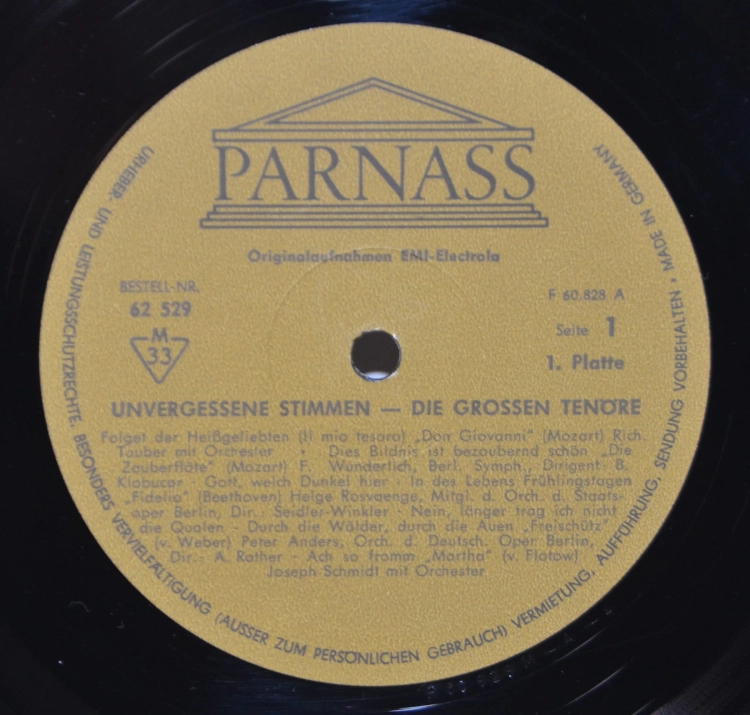 PARNASS
Originalaufnahmen EMI-Electrola
BESTELL-NR.
62 529
M
33
F 60.828 A
Seite 1
1. Platte
UNVERGESSENE STIMMEN — DIE GROSSEN TENÖRE
Folget der Heißgeliebten (Il mio tesoro) „Don Giovanni" (Mozart) Rich.
Tauber mit Orchester · Dies Bildnis ist bezaubernd schön „Die
Zauberflöte" (Mozart) F. Wunderlich, Berl. Symph., Dirigent: B.
Klobucar · Gott, welch Dunkel hier · In des Lebens Frühlingstagen
„Fidelio" (Beethoven) Helge Rosvaenge, Mitgl. d. Orch. d. Staats-
oper Berlin, Dir.: Seidler-Winkler · Nein, länger trag ich nicht
die Qualen · Durch die Wälder, durch die Auen „Freischütz"
(v. Weber) Peter Anders, Orch. d. Deutsch. Oper Berlin,
Dir.: A. Rother · Ach so fromm „Martha" (v. Flotow)
Joseph Schmidt mit Orchester
URHEBER- UND LEISTUNGSSCHUTZRECHTE, BESONDERS VERVIELFÄLTIGUNG (AUSSER ZUM PERSÖNLICHEN GEBRAUCH) VERMIETUNG, AUFFÜHRUNG, SENDUNG VORBEHALTEN · MADE IN GERMANY